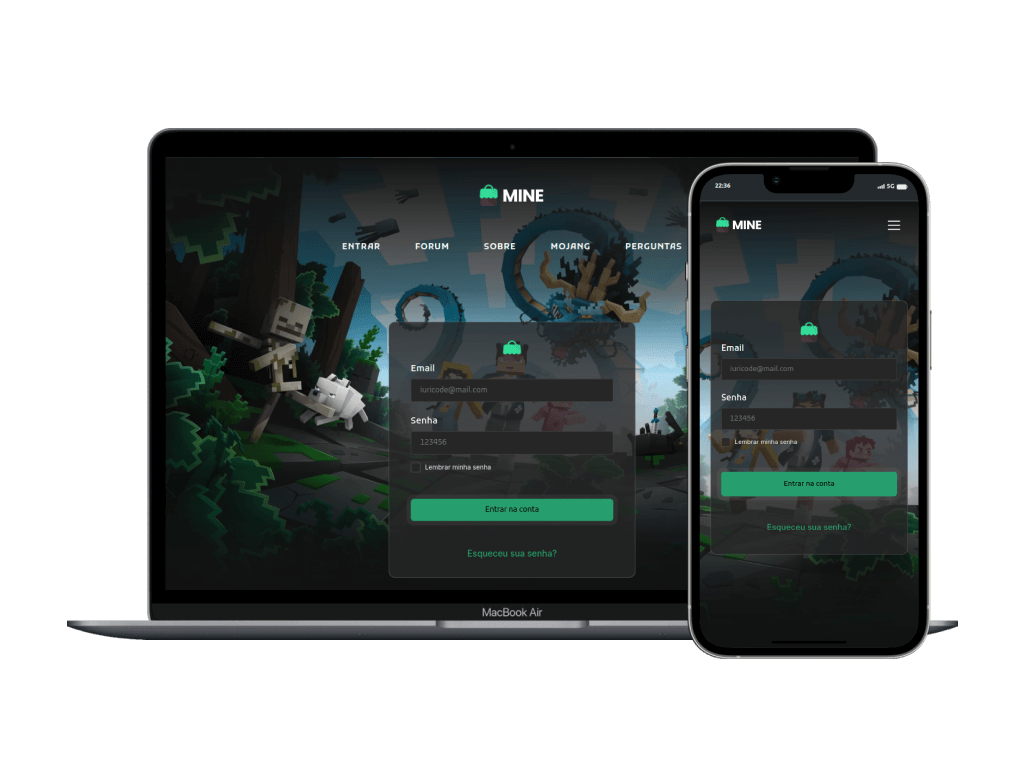 MINE
ENTRAR FORUM SOBRE MOJANG PERGUNTAS
Email
iuricode@mail.com
Senha
123456
Lembrar minha senha
Entrar na conta
Esqueceu sua senha?
MacBook Air
22:36 5G
MINE
Email
iuricode@mail.com
Senha
123456
Lembrar minha senha
Entrar na conta
Esqueceu sua senha?